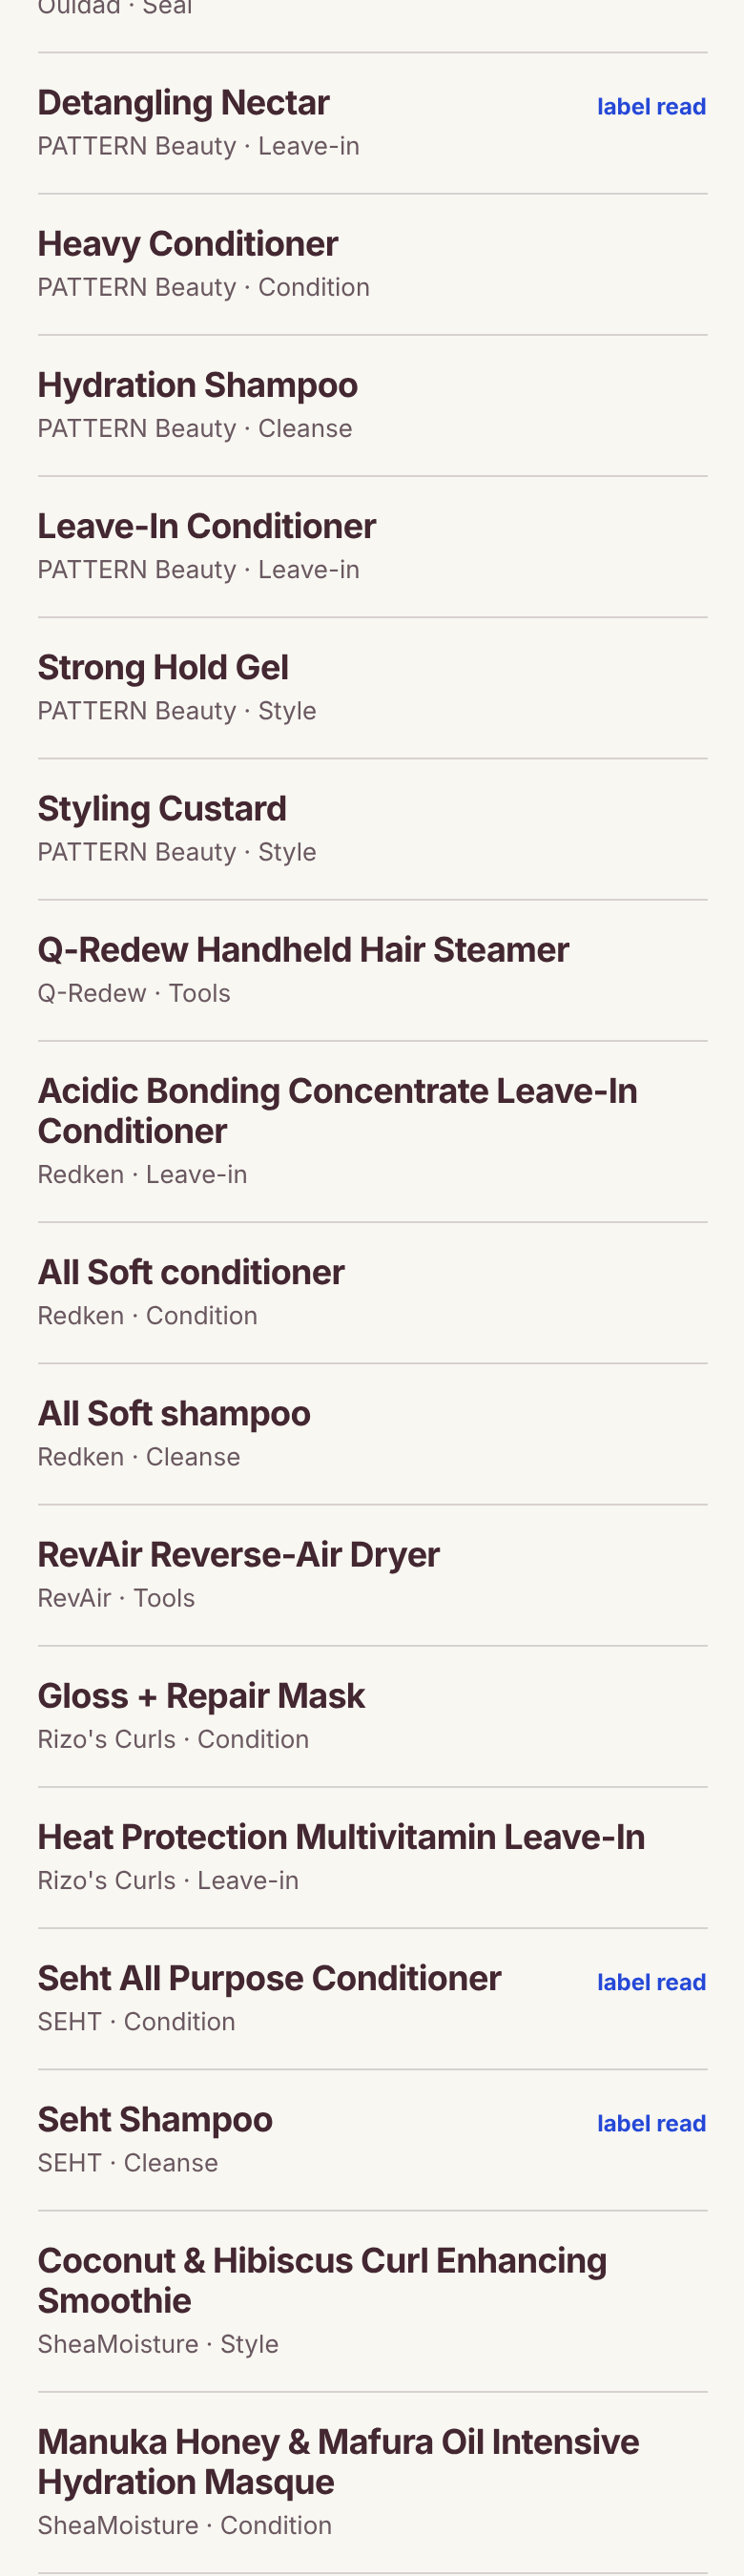 Ouidad · Seal
Detangling Nectar
label read
PATTERN Beauty · Leave-in
Heavy Conditioner
PATTERN Beauty · Condition
Hydration Shampoo
PATTERN Beauty · Cleanse
Leave-In Conditioner
PATTERN Beauty · Leave-in
Strong Hold Gel
PATTERN Beauty · Style
Styling Custard
PATTERN Beauty · Style
Q-Redew Handheld Hair Steamer
Q-Redew · Tools
Acidic Bonding Concentrate Leave-In
Conditioner
Redken · Leave-in
All Soft conditioner
Redken · Condition
All Soft shampoo
Redken · Cleanse
RevAir Reverse-Air Dryer
RevAir · Tools
Gloss + Repair Mask
Rizo's Curls · Condition
Heat Protection Multivitamin Leave-In
Rizo's Curls · Leave-in
Seht All Purpose Conditioner
label read
SEHT · Condition
Seht Shampoo
label read
SEHT · Cleanse
Coconut & Hibiscus Curl Enhancing
Smoothie
SheaMoisture · Style
Manuka Honey & Mafura Oil Intensive
Hydration Masque
SheaMoisture · Condition